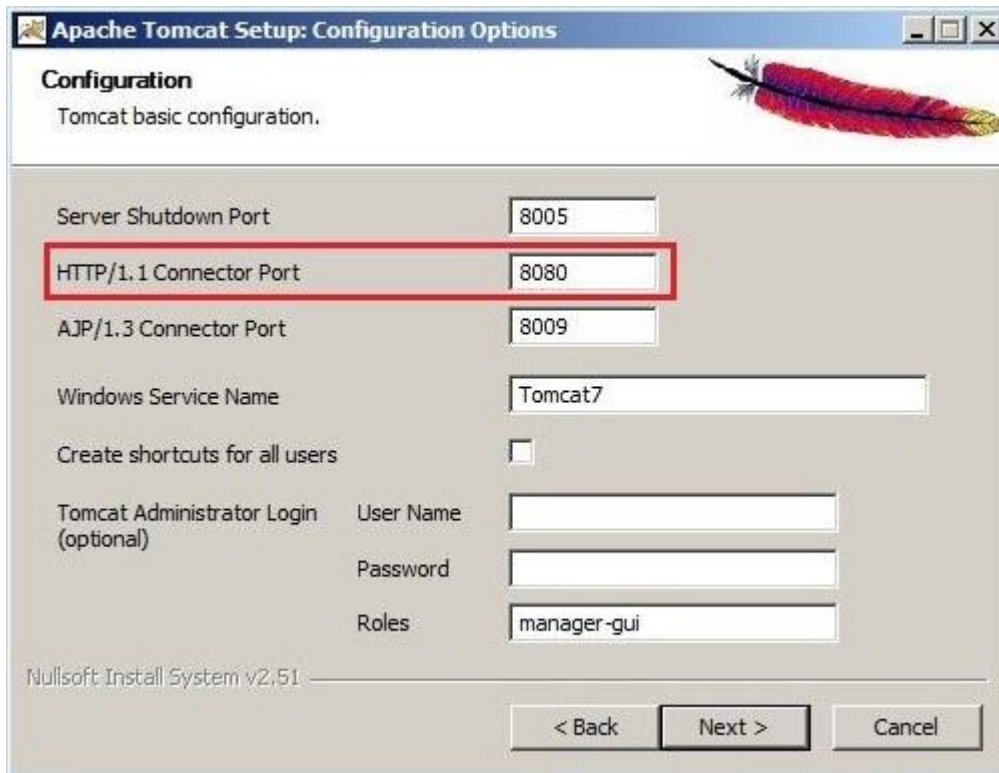 Apache Tomcat Setup: Configuration Options
Configuration
Tomcat basic configuration.
Server Shutdown Port 8005
HTTP/1.1 Connector Port 8080
AJP/1.3 Connector Port 8009
Windows Service Name Tomcat7
Create shortcuts for all users
Tomcat Administrator Login User Name
(optional)
Password
Roles manager-gui
Nullsoft Install System v2.51
< Back Next > Cancel